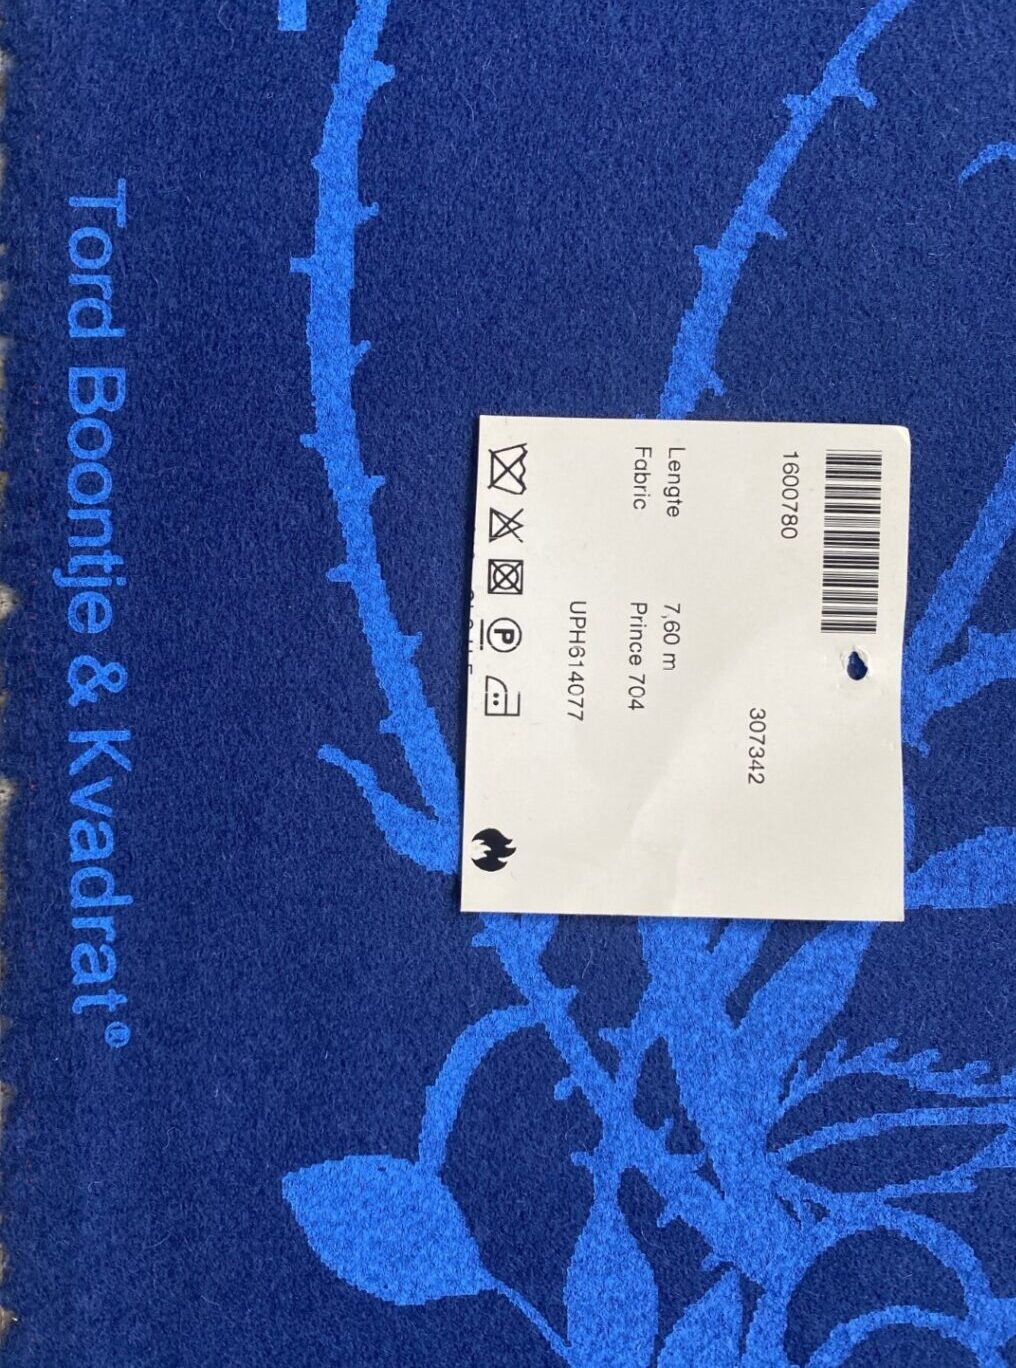 Tord Boontje & Kvadrat®
1600780
307342
Lengte 7,60 m
Fabric Prince 704
UPH614077
P